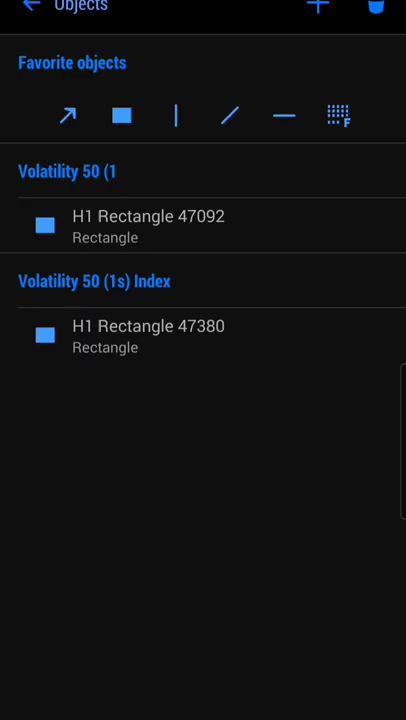 Objects
Favorite objects
F
Volatility 50 (1
H1 Rectangle 47092
Rectangle
Volatility 50 (1s) Index
H1 Rectangle 47380
Rectangle